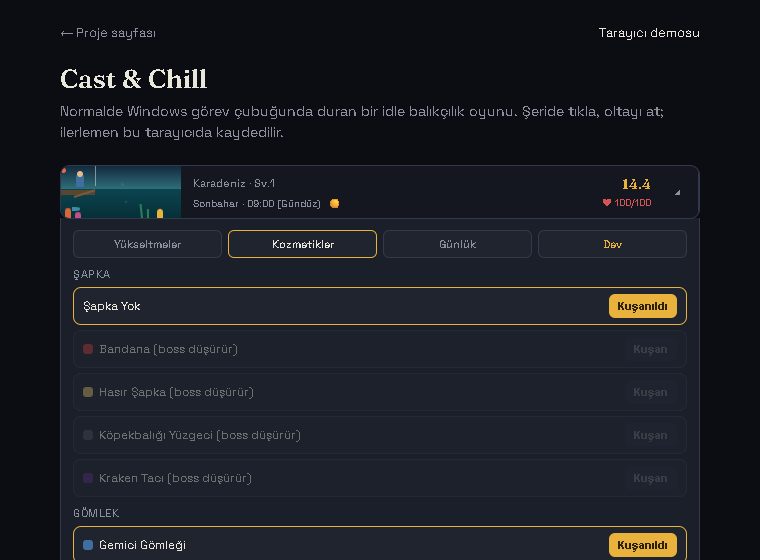 ← Proje sayfası
Tarayıcı demosu
Cast & Chill
Normalde Windows görev çubuğunda duran bir idle balıkçılık oyunu. Şeride tıkla, oltayı at;
ilerlemen bu tarayıcıda kaydedilir.
Karadeniz · Sv.1
14.4
Sonbahar · 09:00 (Gündüz)
100/100
Yükseltmeler
Kozmetikler
Günlük
Dev
ŞAPKA
Şapka Yok
Kuşanıldı
Bandana (boss düşürür)
Kuşan
Hasır Şapka (boss düşürür)
Kuşan
Köpekbalığı Yüzgeci (boss düşürür)
Kuşan
Kraken Tacı (boss düşürür)
Kuşan
GÖMLEK
Gemici Gömleği
Kuşanıldı